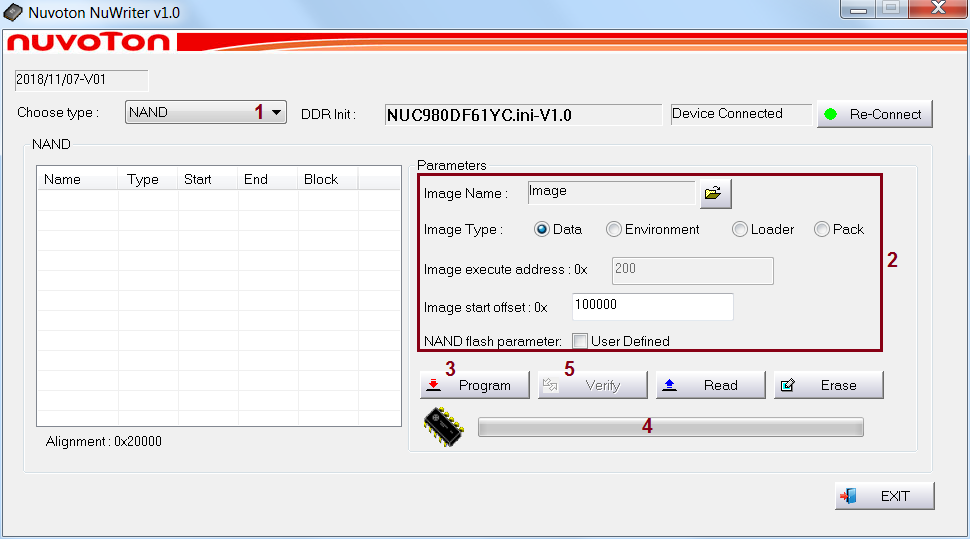 Nuvoton NuWriter v1.0
nuvoTon
2018/11/07-V01
Choose type : NAND 1 DDR Init : NUC980DF61YC.ini-V1.0 Device Connected Re-Connect
NAND
Name Type Start End Block
Alignment : 0x20000
Parameters
Image Name : Image
Image Type : Data Environment Loader Pack
2
Image execute address : 0x 200
Image start offset : 0x 100000
NAND flash parameter: User Defined
3 5
Program Verify Read Erase
4
EXIT